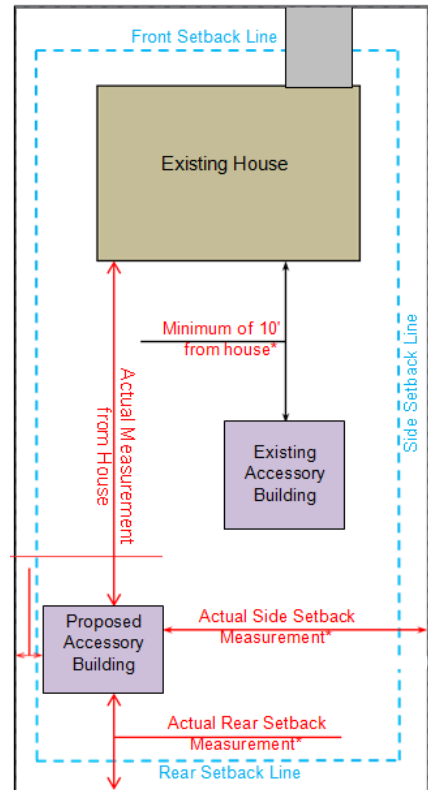 Front Setback Line
Existing House
Minimum of 10'
from house*
Actual Measurement
from House
Side Setback Line
Existing
Accessory
Building
Proposed
Accessory
Building
Actual Side Setback
Measurement*
Actual Rear Setback
Measurement*
Rear Setback Line